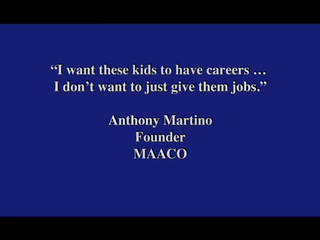 “I want these kids to have careers …
I don’t want to just give them jobs.”
Anthony Martino
Founder
MAACO